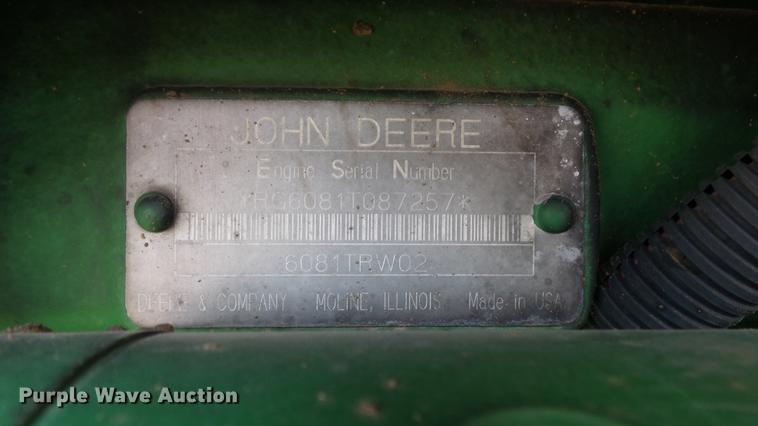 JOHN DEERE
Engine Serial Number
*RG6081T087257*
6081TRW02
DEERE & COMPANY MOLINE, ILLINOIS Made in USA
Purple Wave Auction